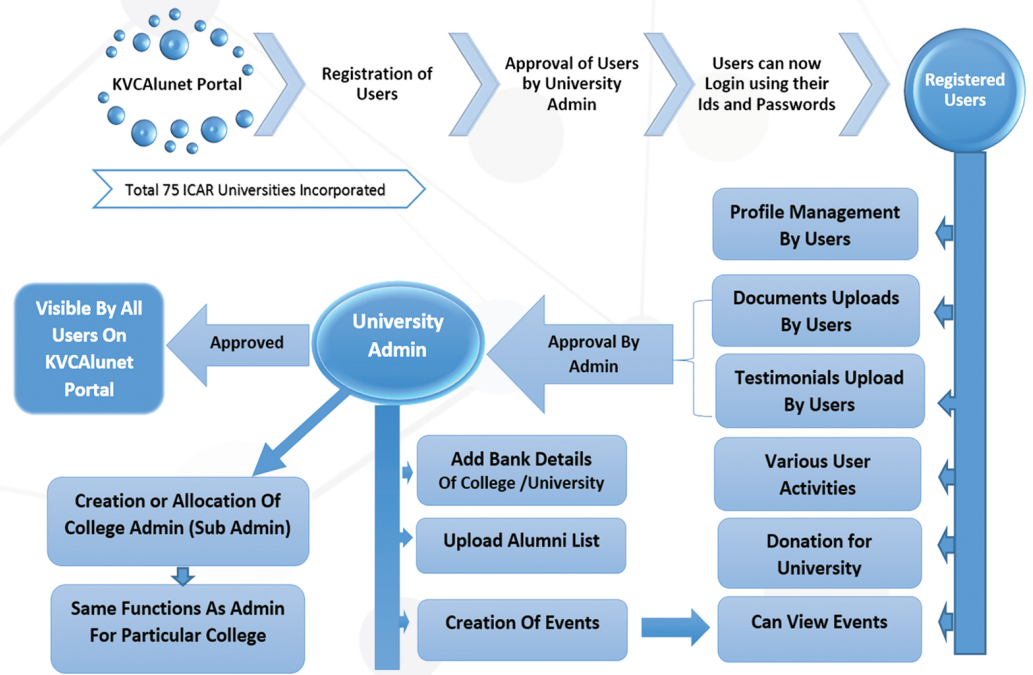 KVCAlunet Portal
Registration of
Users
Approval of Users
by University
Admin
Users can now
Login using their
Ids and Passwords
Registered
Users
Total 75 ICAR Universities Incorporated
Profile Management
By Users
Documents Uploads
By Users
Testimonials Upload
By Users
Various User
Activities
Donation for
University
Can View Events
Approval By
Admin
University
Admin
Approved
Visible By All
Users On
KVCAlunet
Portal
Creation or Allocation Of
College Admin (Sub Admin)
Same Functions As Admin
For Particular College
Add Bank Details
Of College /University
Upload Alumni List
Creation Of Events